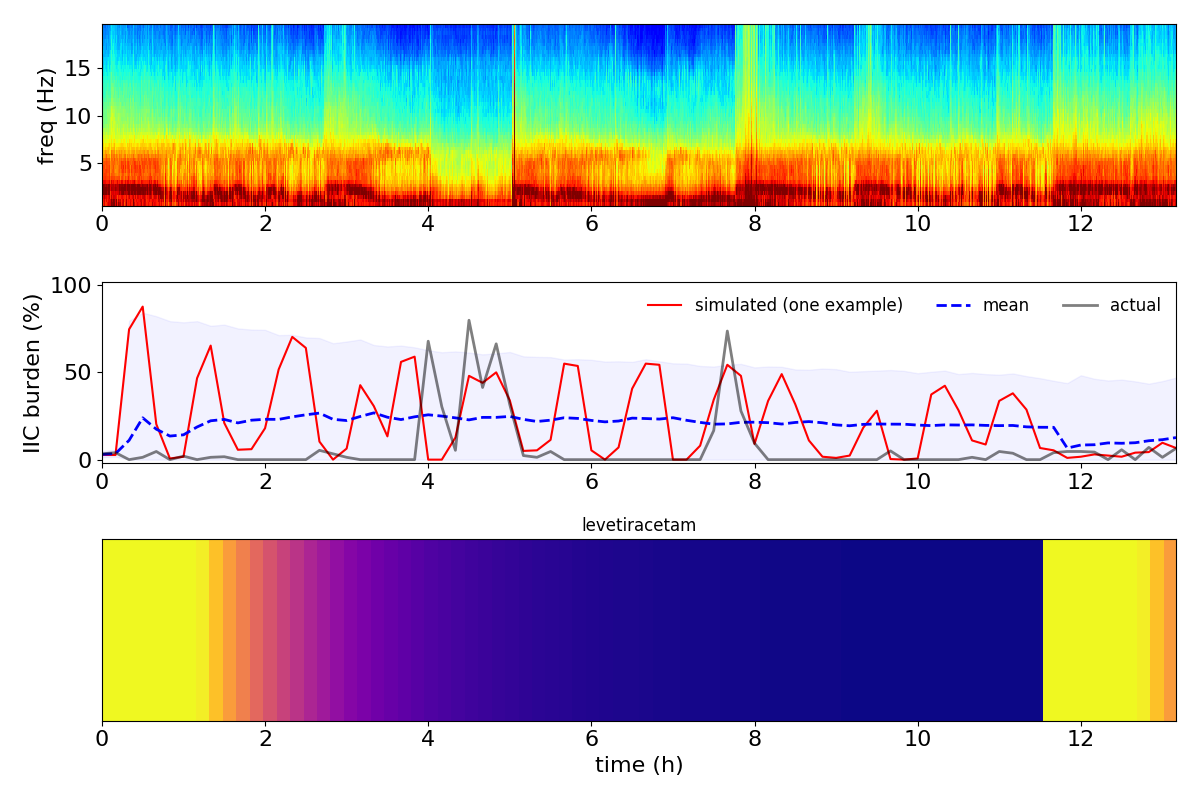 freq (Hz)
15
10
5
0 2 4 6 8 10 12
IIC burden (%)
100
50
0
simulated (one example) mean actual
0 2 4 6 8 10 12
levetiracetam
0 2 4 6 8 10 12
time (h)